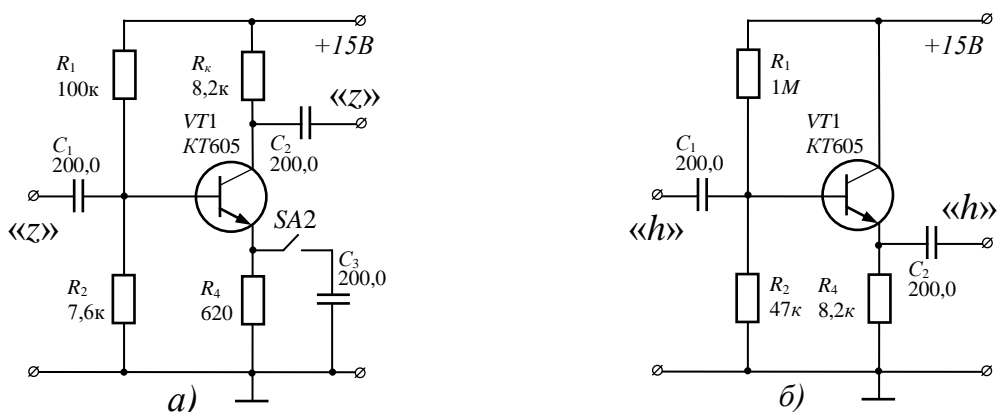 +15В
R1
100к
Rк
8,2к
«z»
VT1
КТ605
C1
200,0
C2
200,0
«z»
SA2
C3
200,0
R2
7,6к
R4
620
а)
+15В
R1
1М
VT1
КТ605
C1
200,0
«h»
«h»
C2
200,0
R2
47к
R4
8,2к
б)